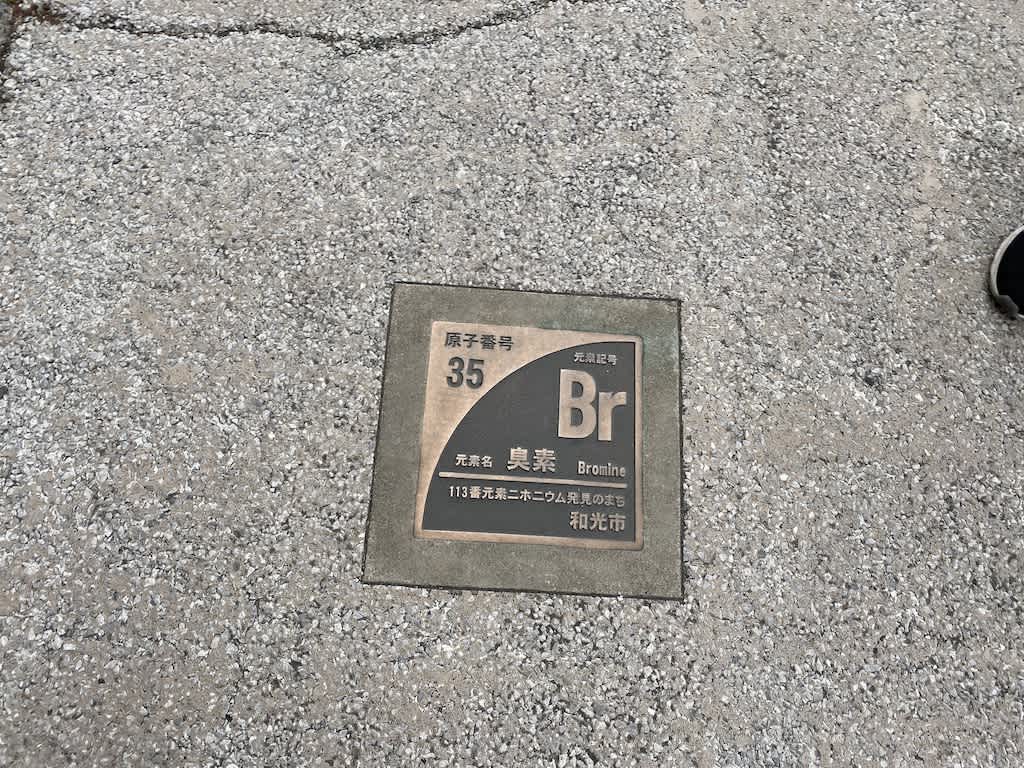 原子番号
35
元素記号
Br
元素名 臭素 Bromine
113番元素ニホニウム発見のまち
和光市